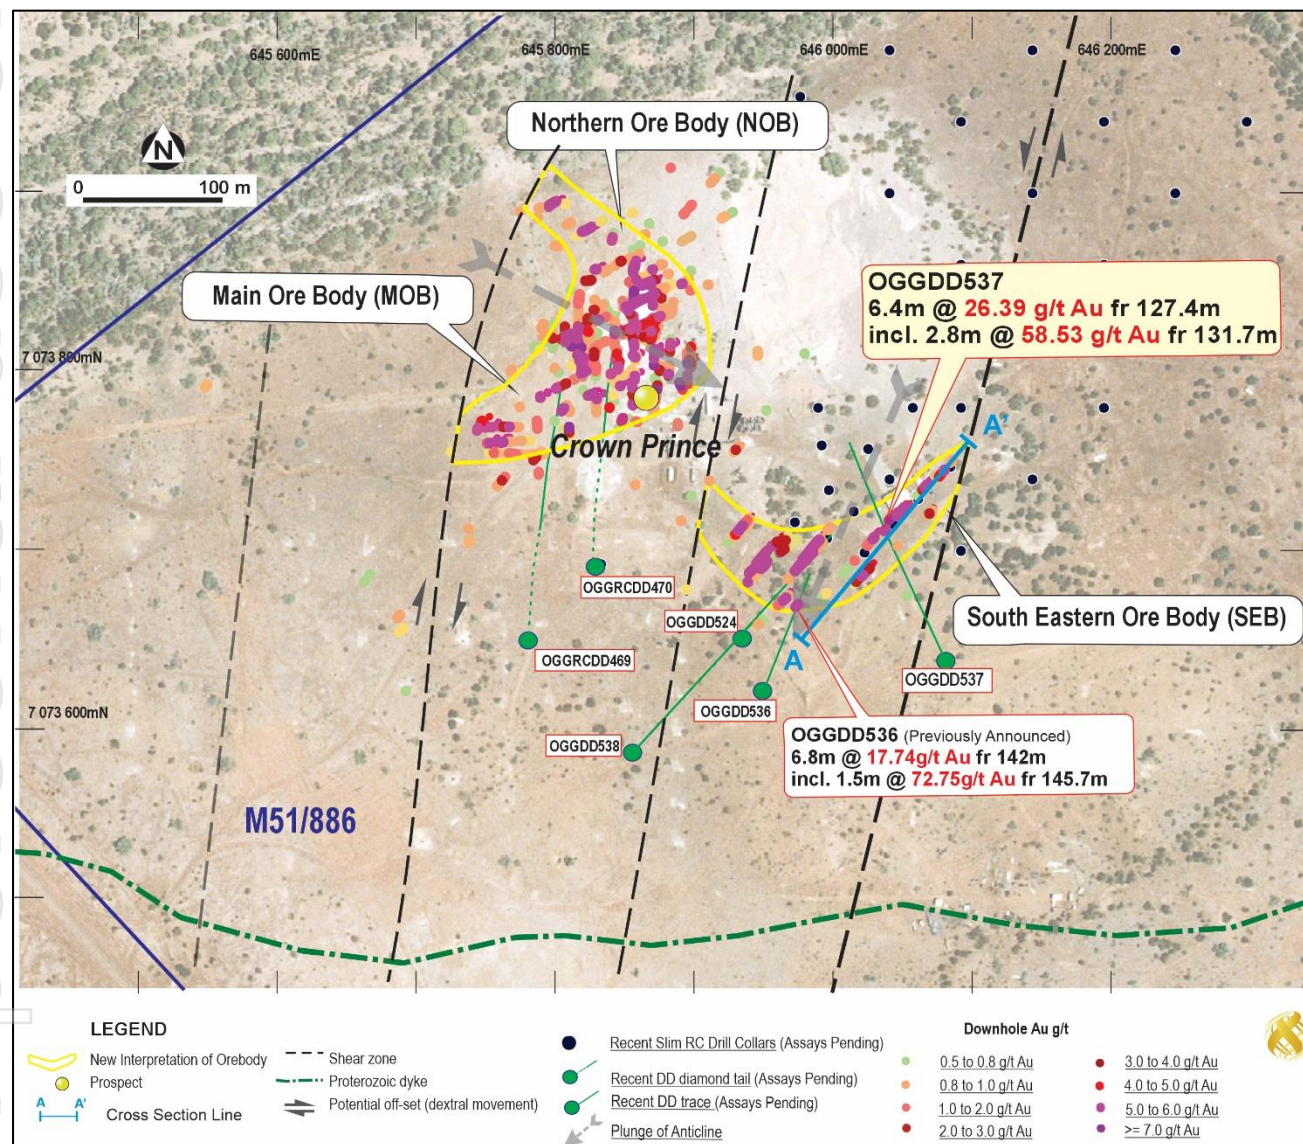 645 600mE
645 800mE
646 000mE
646 200mE
Northern Ore Body (NOB)
N
0 100 m
Main Ore Body (MOB)
OGGDD537
6.4m @ 26.39 g/t Au fr 127.4m
incl. 2.8m @ 58.53 g/t Au fr 131.7m
7 073 800mN
Crown Prince
A'
OGGRCDD470
OGGDD524
South Eastern Ore Body (SEB)
OGGRCDD469
A
OGGDD537
OGGDD536
7 073 600mN
OGGDD538
OGGDD536 (Previously Announced)
6.8m @ 17.74g/t Au fr 142m
incl. 1.5m @ 72.75g/t Au fr 145.7m
M51/886
LEGEND
New Interpretation of Orebody
Prospect
A A'
Cross Section Line
Shear zone
Proterozoic dyke
Potential off-set (dextral movement)
Recent Slim RC Drill Collars (Assays Pending)
Recent DD diamond tail (Assays Pending)
Recent DD trace (Assays Pending)
Plunge of Anticline
Downhole Au g/t
0.5 to 0.8 g/t Au
0.8 to 1.0 g/t Au
1.0 to 2.0 g/t Au
2.0 to 3.0 g/t Au
3.0 to 4.0 g/t Au
4.0 to 5.0 g/t Au
5.0 to 6.0 g/t Au
>= 7.0 g/t Au